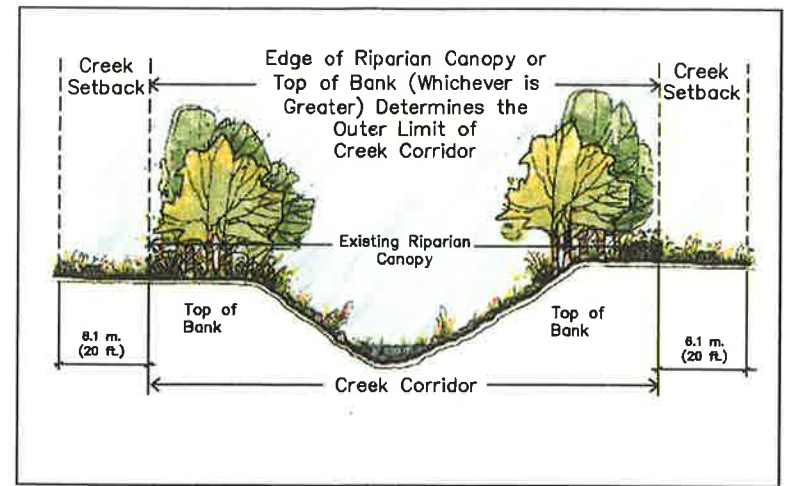 Creek
Setback
Edge of Riparian Canopy or
Top of Bank (Whichever is
Greater) Determines the
Outer Limit of
Creek Corridor
Creek
Setback
Existing Riparian
Canopy
Top of
Bank
Top of
Bank
6.1 m.
(20 ft.)
6.1 m.
(20 ft.)
Creek Corridor